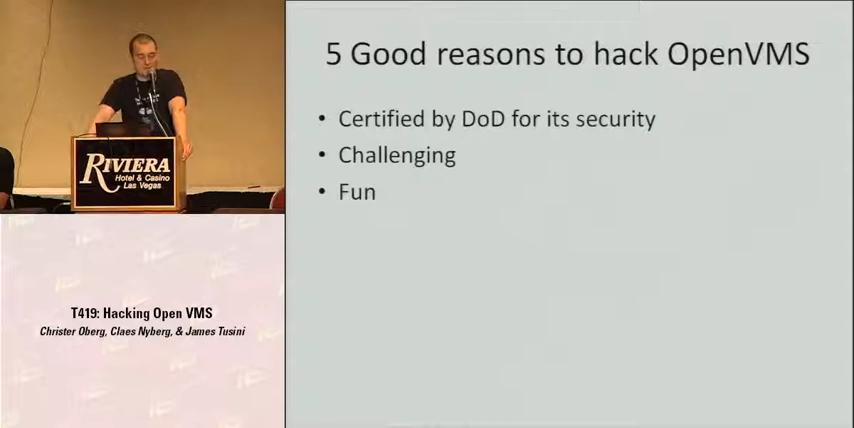 5 Good reasons to hack OpenVMS
• Certified by DoD for its security
• Challenging
• Fun
RIVIERA
Hotel & Casino
Las Vegas
T419: Hacking Open VMS
Christer Oberg, Claes Nyberg, & James Tusini